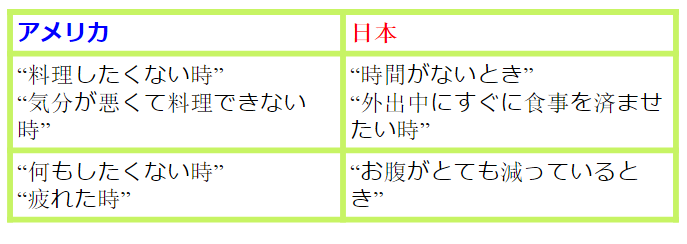 アメリカ
日本
“料理したくない時”
“気分が悪くて料理できない
時”
“時間がないとき”
“外出中にすぐに食事を済ませ
たい時”
“何もしたくない時”
“疲れた時”
“お腹がとても減っていると
き”